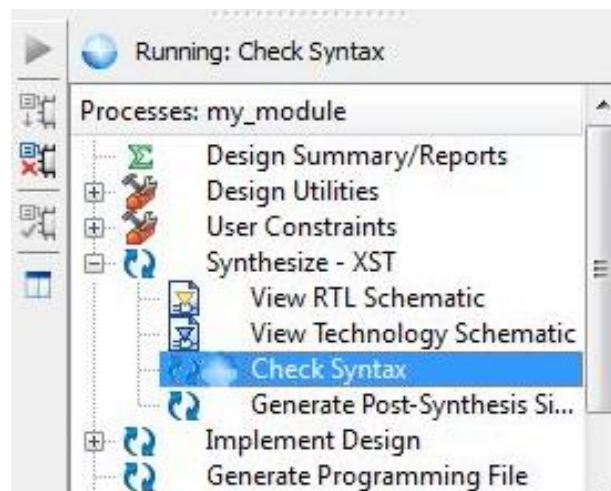 Running: Check Syntax
Processes: my_module
Design Summary/Reports
Design Utilities
User Constraints
Synthesize - XST
View RTL Schematic
View Technology Schematic
Check Syntax
Generate Post-Synthesis Si...
Implement Design
Generate Programming File